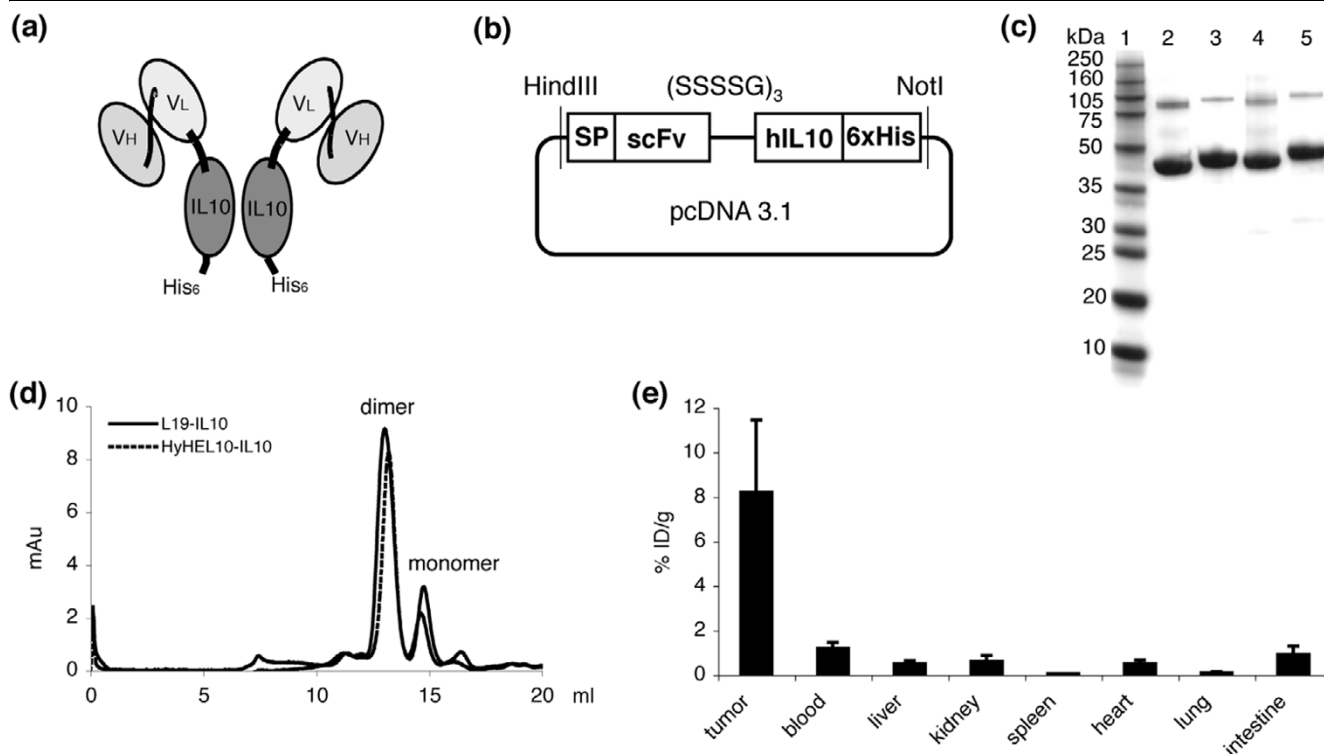 (a)
VL
VL
VH
VH
IL10
IL10
His6
His6
(b)
HindIII
(SSSSG)3
NotI
SP
scFv
hIL10
6xHis
pcDNA 3.1
(c)
kDa 1 2 3 4 5
250
160
105
75
50
35
30
25
20
10
(d)
L19-IL10
HyHEL10-IL10
dimer
monomer
mAu
10
8
6
4
2
0
0 5 10 15 ml 20
(e)
% ID/g
12
10
8
6
4
2
0
tumor
blood
liver
kidney
spleen
heart
lung
intestine